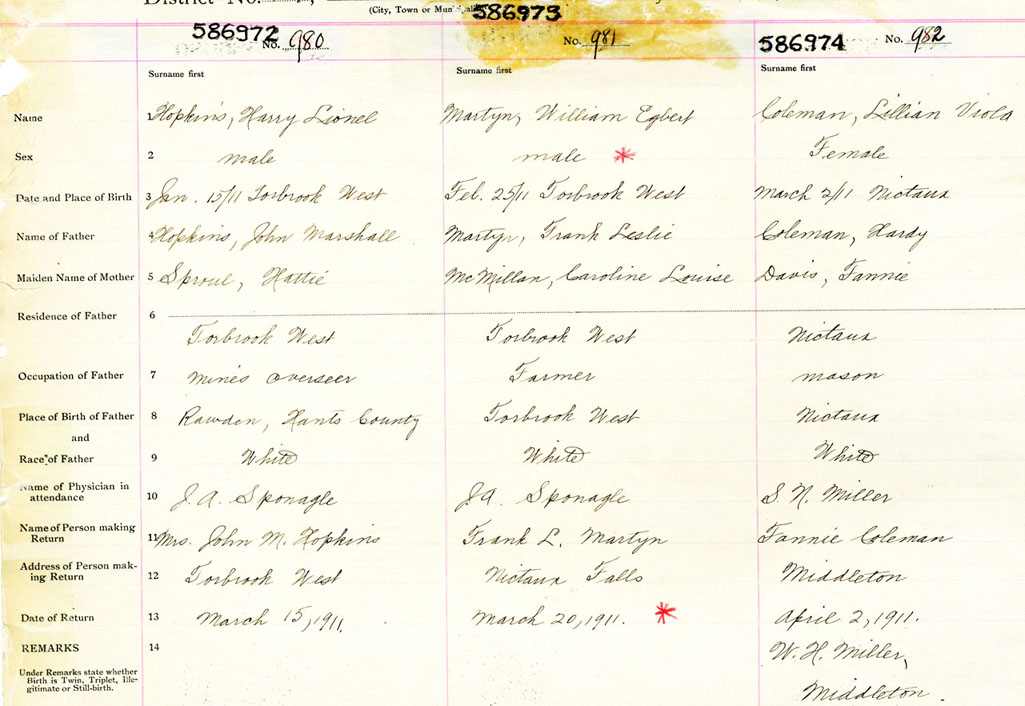 District No.
(City, Town or Municipality)
586972 No. 980
586973 No. 981
586974 No. 982
Surname first Surname first Surname first
Name 1 Hopkins, Harry Lionel Martyn, William Egbert Coleman, Lillian Viola
Sex 2 male male * Female
Date and Place of Birth 3 Jan. 15/11 Torbrook West Feb. 25/11 Torbrook West March 2/11 Nictaux
Name of Father 4 Hopkins, John Marshall Martyn, Frank Leslie Coleman, Hardy
Maiden Name of Mother 5 Sproul, Hattie McMillan, Caroline Louise Davis, Fannie
Residence of Father 6
Torbrook West Torbrook West Nictaux
Occupation of Father 7 mines overseer Farmer mason
Place of Birth of Father 8 Rawden, Hants County Torbrook West Nictaux
and
Race of Father 9 White White White
Name of Physician in
attendance 10 J. A. Sponagle J A. Sponagle S. N. Miller
Name of Person making
Return 11 Mrs. John M. Hopkins Frank L. Martyn Fannie Coleman
Address of Person mak-
ing Return 12 Torbrook West Nictaux Falls Middleton
Date of Return 13 March 15, 1911. March 20, 1911. * April 2, 1911.
REMARKS 14 W. H. Miller,
Under Remarks state whether
Birth is Twin, Triplet, Ille-
gitimate or Still-birth. Middleton.